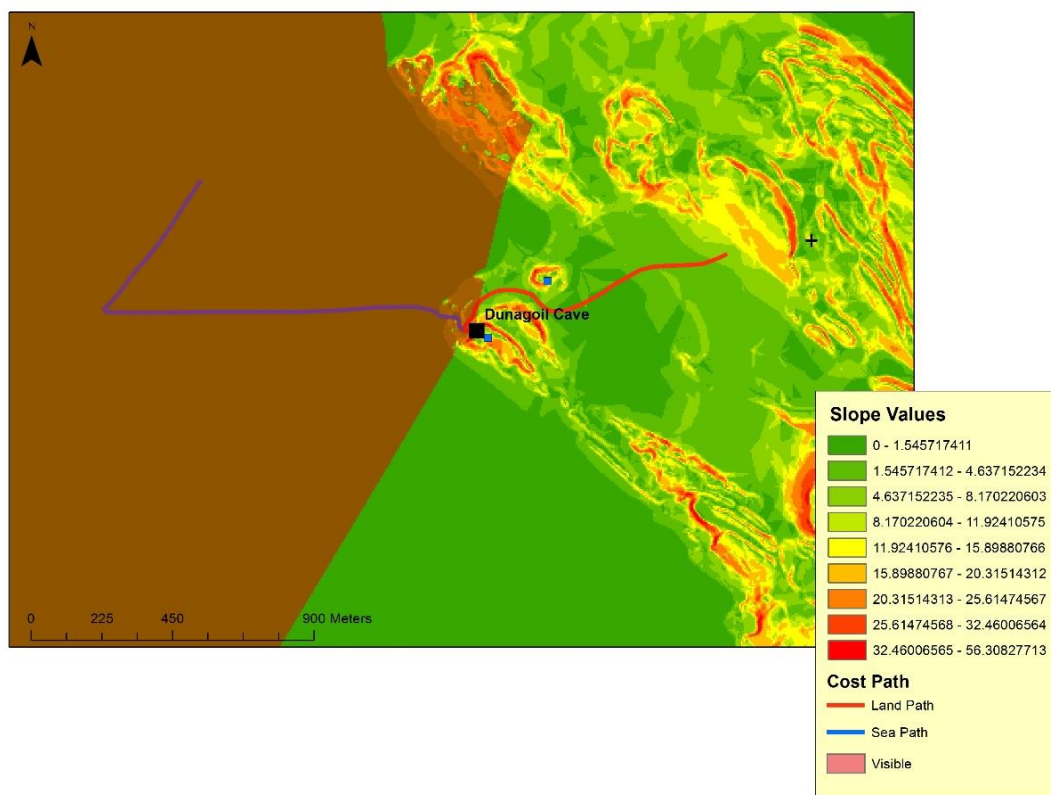 N
Dunagoil Cave
0 225 450 900 Meters
Slope Values
0 - 1.545717411
1.545717412 - 4.637152234
4.637152235 - 8.170220603
8.170220604 - 11.92410575
11.92410576 - 15.89880766
15.89880767 - 20.31514312
20.31514313 - 25.61474567
25.61474568 - 32.46006564
32.46006565 - 56.30827713
Cost Path
Land Path
Sea Path
Visible